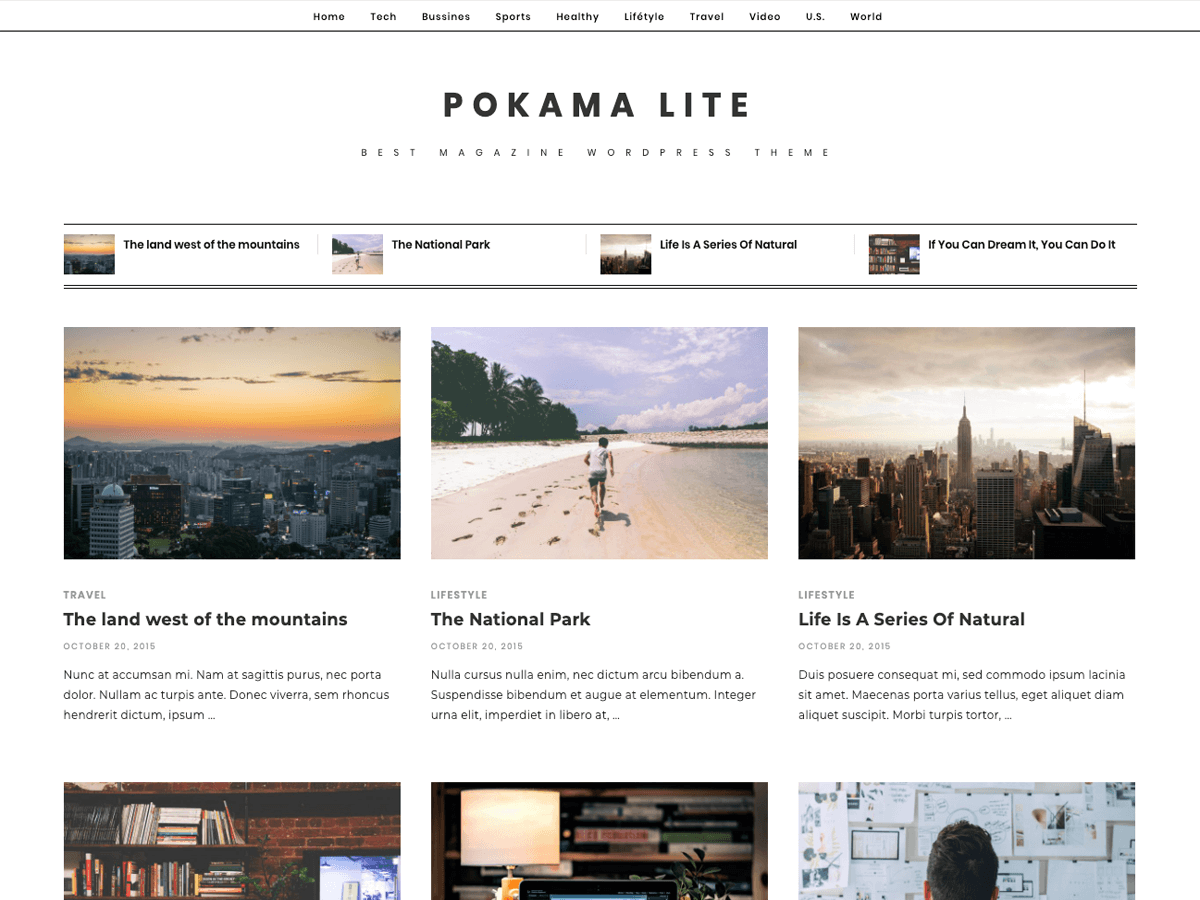 Home Tech Bussines Sports Healthy Lifétyle Travel Video U.S. World
POKAMA LITE
BEST MAGAZINE WORDPRESS THEME
The land west of the mountains
The National Park
Life Is A Series Of Natural
If You Can Dream It, You Can Do It
TRAVEL
The land west of the mountains
OCTOBER 20, 2015
Nunc at accumsan mi. Nam at sagittis purus, nec porta
dolor. Nullam ac turpis ante. Donec viverra, sem rhoncus
hendrerit dictum, ipsum ...
LIFESTYLE
The National Park
OCTOBER 20, 2015
Nulla cursus nulla enim, nec dictum arcu bibendum a.
Suspendisse bibendum et augue at elementum. Integer
urna elit, imperdiet in libero at, ...
LIFESTYLE
Life Is A Series Of Natural
OCTOBER 20, 2015
Duis posuere consequat mi, sed commodo ipsum lacinia
sit amet. Maecenas porta varius tellus, eget aliquet diam
aliquet suscipit. Morbi turpis tortor, ...